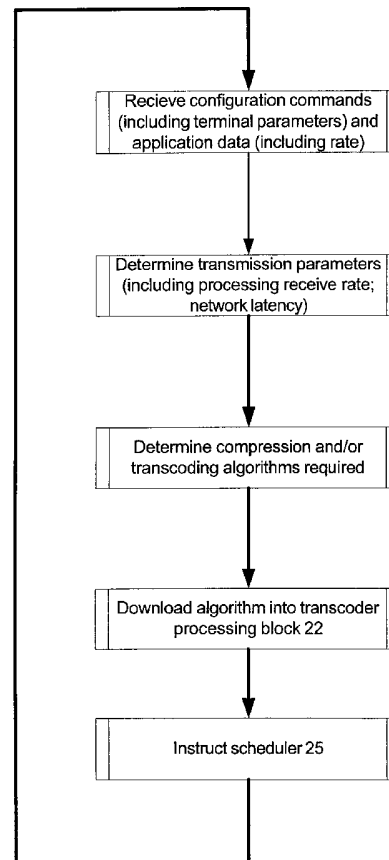 Recieve configuration commands
(including terminal parameters) and
application data (including rate)
Determine transmission parameters
(including processing receive rate;
network latency)
Determine compression and/or
transcoding algorithms required
Download algorithm into transcoder
processing block 22
Instruct scheduler 25